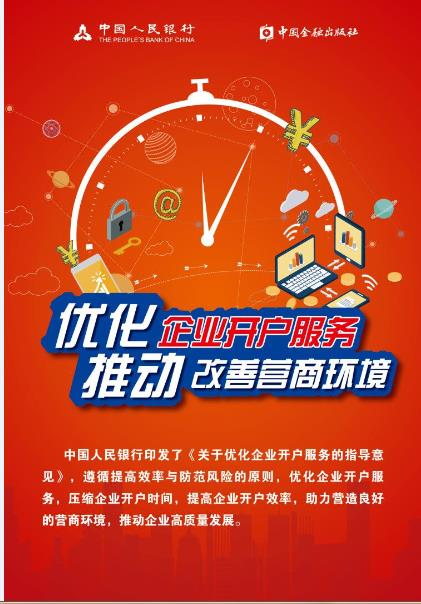 中国人民银行
THE PEOPLE'S BANK OF CHINA
中国金融出版社
优化企业开户服务
推动改善营商环境
中国人民银行印发了《关于优化企业开户服务的指导意
见》，遵循提高效率与防范风险的原则，优化企业开户服
务，压缩企业开户时间，提高企业开户效率，助力营造良好
的营商环境，推动企业高质量发展。